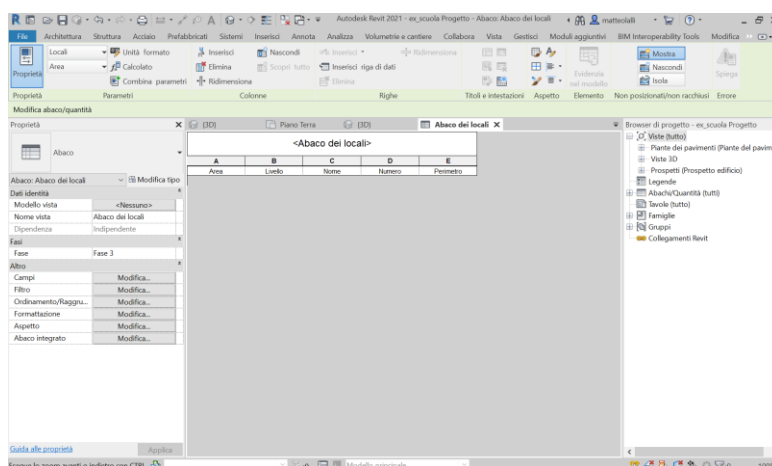 Autodesk Revit 2021 - ex_scuola Progetto - Abaco: Abaco dei locali
matteolalli
File Architettura Struttura Acciaio Prefabbricati Sistemi Inserisci Annota Analizza Volumetrie e cantiere Collabora Vista Gestisci Moduli aggiuntivi BIM Interoperability Tools Modifica
Proprietà
Locali
Area
Unità formato
Calcolato
Combina parametri
Inserisci
Elimina
Ridimensiona
Nascondi
Scopri tutto
Inserisci
Inserisci riga di dati
Elimina
Ridimensiona
Evidenzia
nel modello
Mostra
Nascondi
Isola
Spiega
Proprietà Parametri Colonne Righe Titoli e intestazioni Aspetto Elemento Non posizionati/non racchiusi Errore
Modifica abaco/quantità
Proprietà X
Abaco
Abaco: Abaco dei locali Modifica tipo
Dati identità
Modello vista <Nessuno>
Nome vista Abaco dei locali
Dipendenza Indipendente
Fasi
Fase Fase 3
Altro
Campi Modifica...
Filtro Modifica...
Ordinamento/Raggru... Modifica...
Formattazione Modifica...
Aspetto Modifica...
Abaco integrato Modifica...
Guida alle proprietà Applica
{3D} Piano Terra {3D} Abaco dei locali X
<Abaco dei locali>
A B C D E
Area Livello Nome Numero Perimetro
Browser di progetto - ex_scuola Progetto
Viste (tutto)
Piante dei pavimenti (Piante del pavim
Viste 3D
Prospetti (Prospetto edificio)
Legende
Abachi/Quantità (tutti)
Tavole (tutto)
Famiglie
Gruppi
Collegamenti Revit
Modello principale